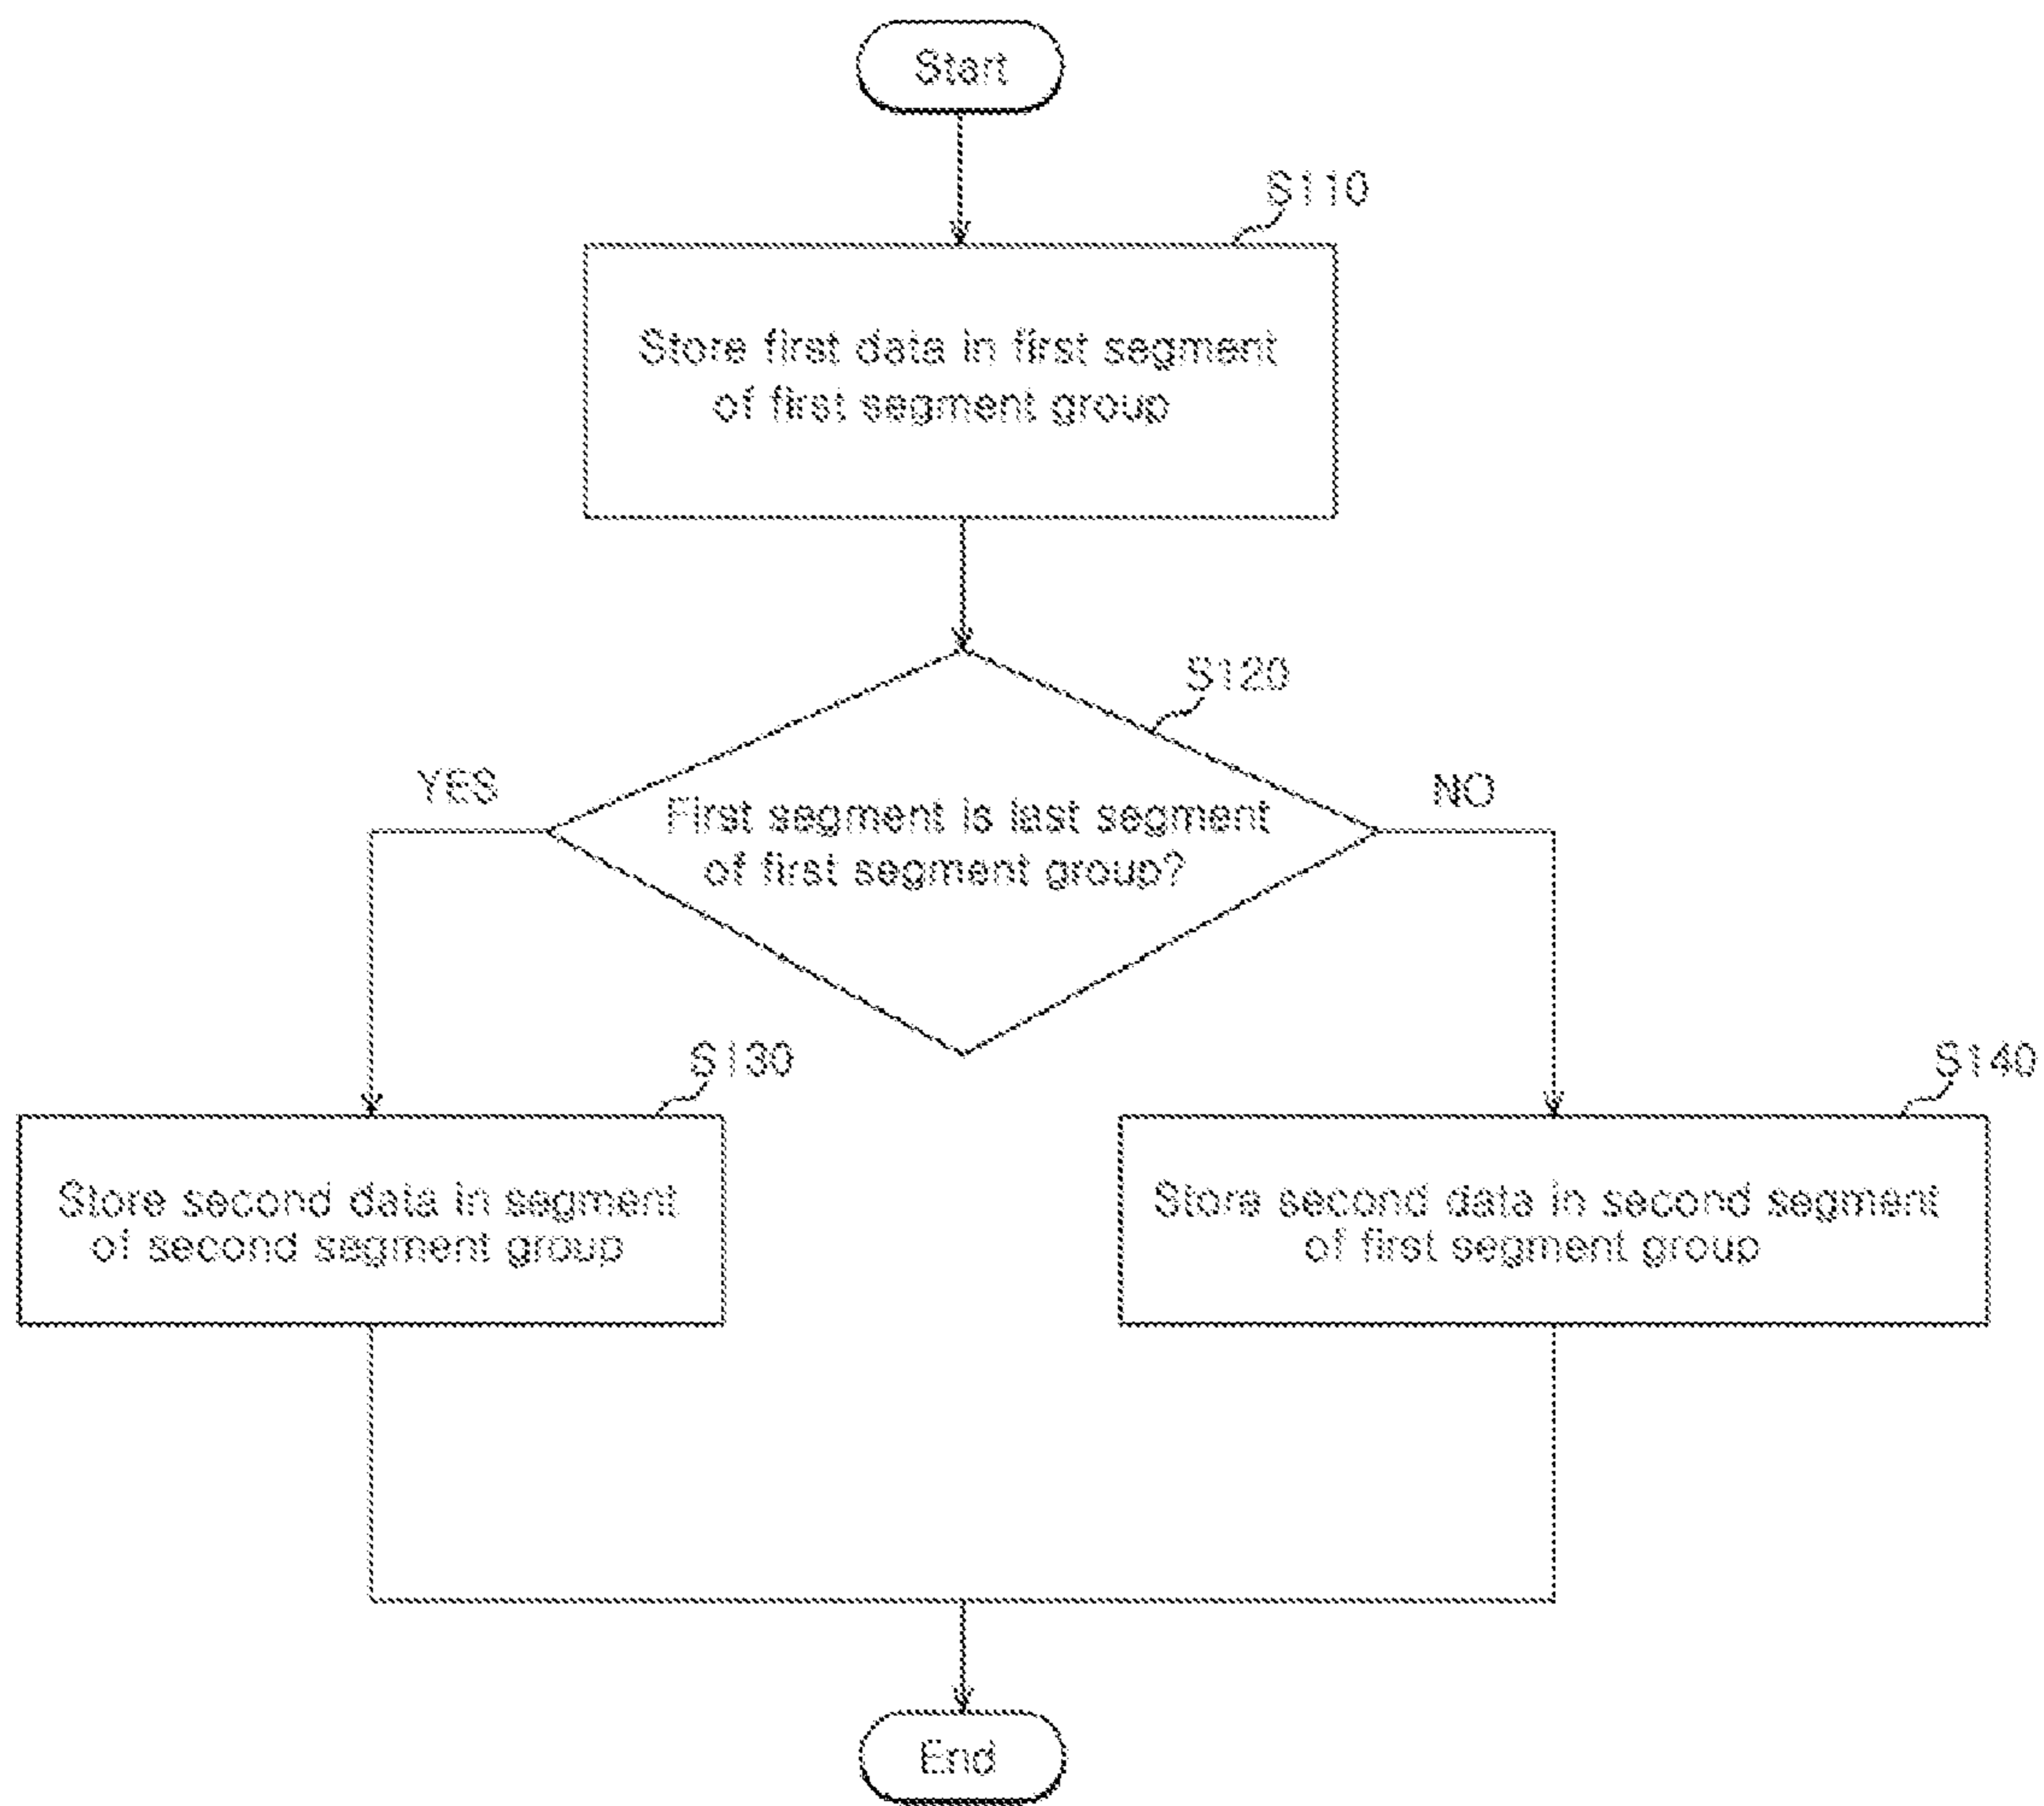 Start
S110
Store first data in first segment
of first segment group
S120
YES
NO
First segment is last segment
of first segment group?
S130
S140
Store second data in segment
of second segment group
Store second data in second segment
of first segment group
End